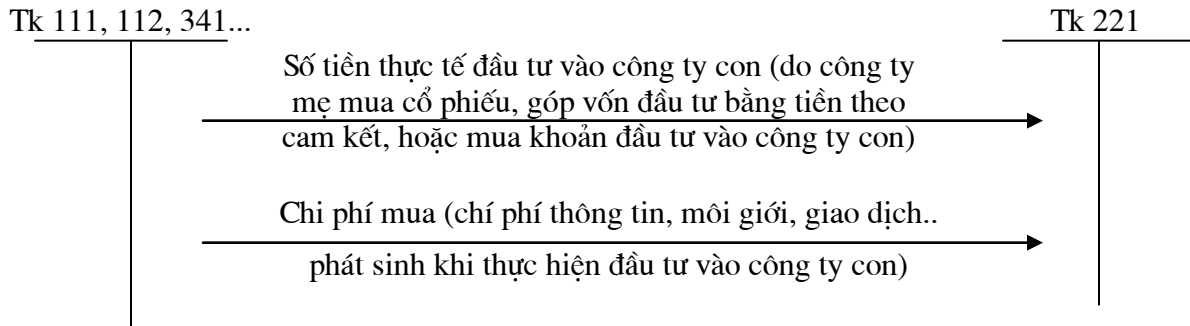 Tk 111, 112, 341...
Tk 221
Số tiền thực tế đầu tư vào công ty con (do công ty
mẹ mua cổ phiếu, góp vốn đầu tư bằng tiền theo
cam kết, hoặc mua khoản đầu tư vào công ty con)
Chi phí mua (chí phí thông tin, môi giới, giao dịch..
phát sinh khi thực hiện đầu tư vào công ty con)